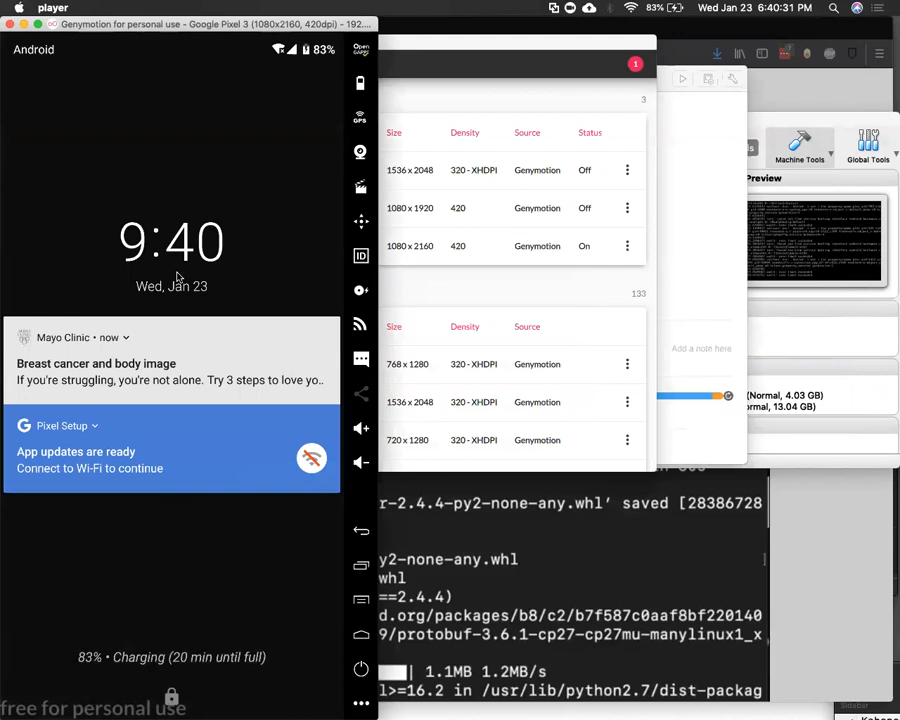 player
83%
Wed Jan 23 6:40:31 PM
Genymotion for personal use - Google Pixel 3 (1080x2160, 420dpi) - 192....
Android
83%
Open
GAPPS
GPS
ID
9:40
Wed, Jan 23
Mayo Clinic • now
Breast cancer and body image
If you're struggling, you're not alone. Try 3 steps to love yo..
Pixel Setup
App updates are ready
Connect to Wi-Fi to continue
83% • Charging (20 min until full)
free for personal use
1
3
Size Density Source Status
1536 x 2048 320 - XHDPI Genymotion Off
1080 x 1920 420 Genymotion Off
1080 x 2160 420 Genymotion On
133
Size Density Source
768 x 1280 320 - XHDPI Genymotion
1536 x 2048 320 - XHDPI Genymotion
720 x 1280 320 - XHDPI Genymotion
Add a note here
Machine Tools
Global Tools
Preview
(Normal, 4.03 GB)
ormal, 13.04 GB)
r-2.4.4-py2-none-any.whl’ saved [28386728
y2-none-any.whl
whl
==2.4.4)
d.org/packages/b8/c2/b7f587c0aaf8bf220140
9/protobuf-3.6.1-cp27-cp27mu-manylinux1_x
| 1.1MB 1.2MB/s
l>=16.2 in /usr/lib/python2.7/dist-packag
Sidebar